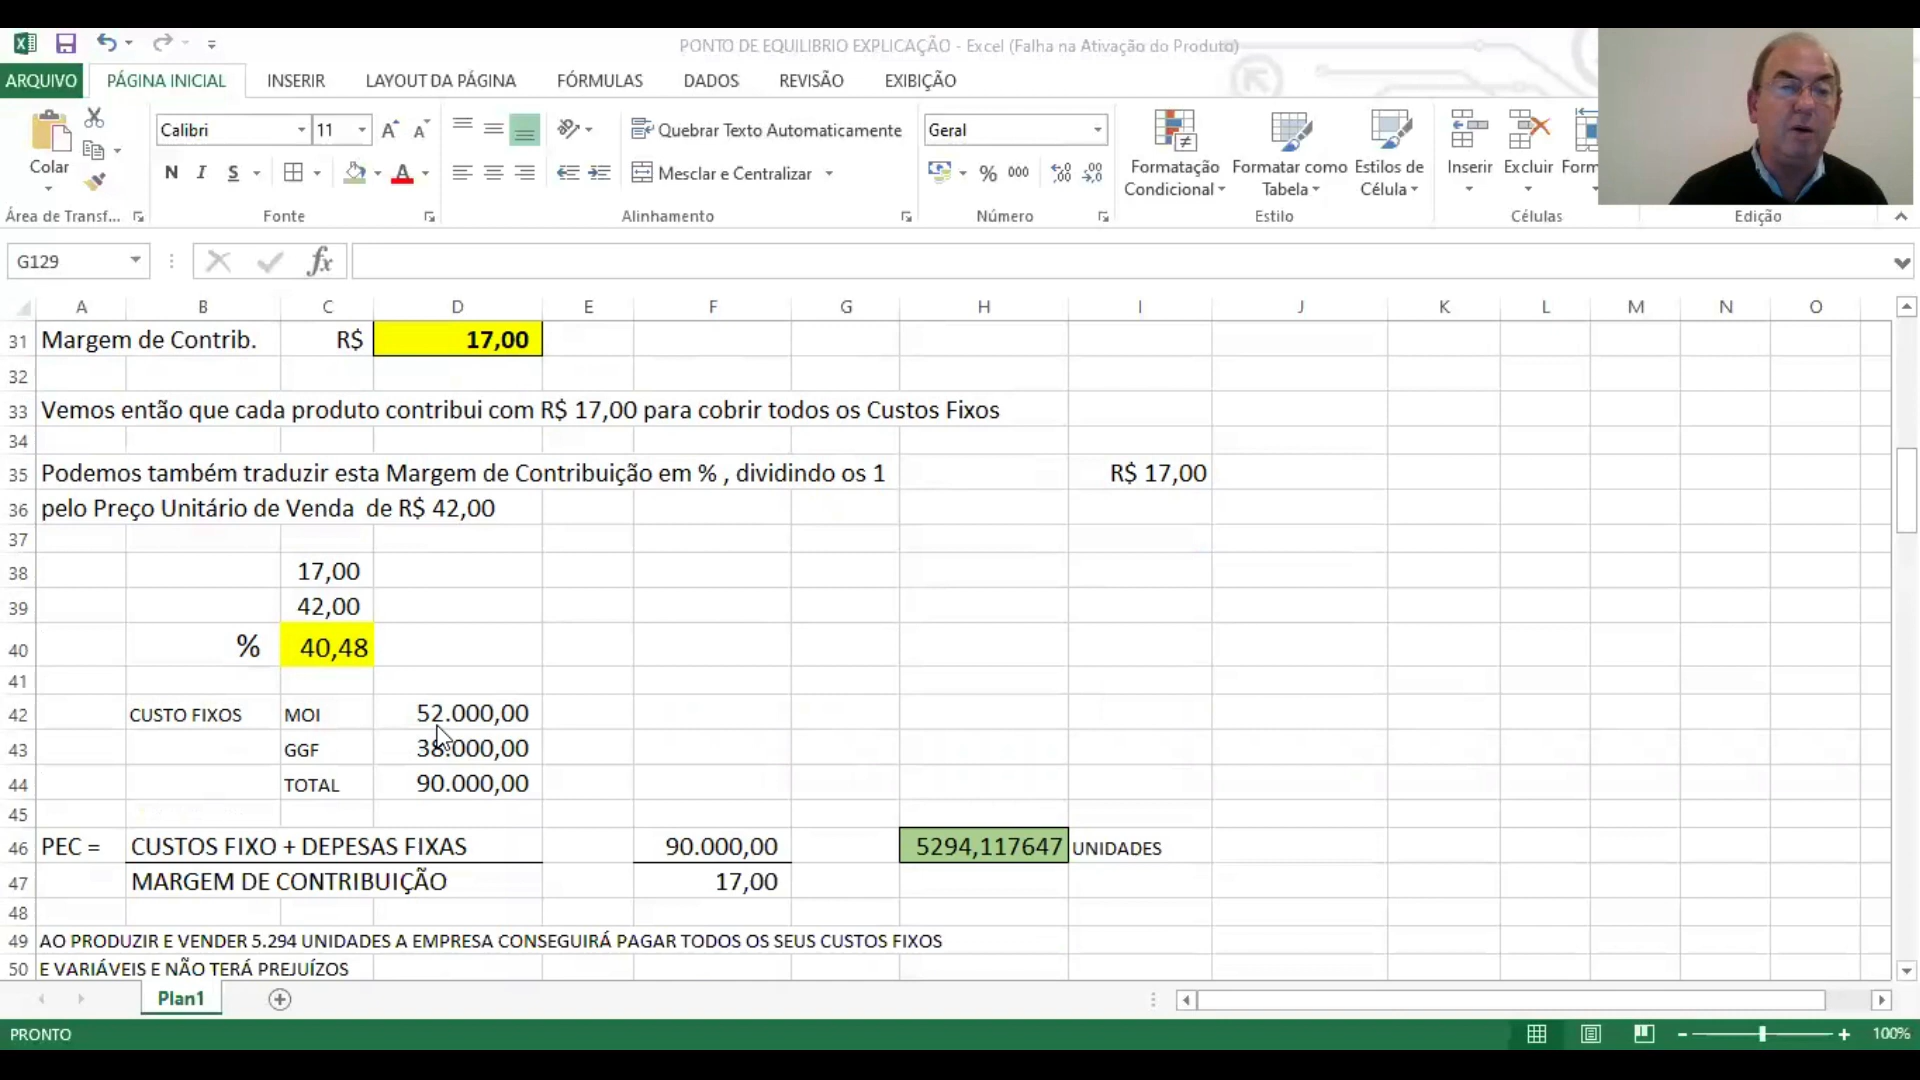 PONTO DE EQUILIBRIO EXPLICAÇÃO - Excel (Falha na Ativação do Produto)
ARQUIVO PÁGINA INICIAL INSERIR LAYOUT DA PÁGINA FÓRMULAS DADOS REVISÃO EXIBIÇÃO
Calibri 11 Quebrar Texto Automaticamente Geral
Colar N I S A Mesclar e Centralizar % 000 Formatação Condicional Formatar como Tabela Estilos de Célula Inserir Excluir Form
Área de Transf... Fonte Alinhamento Número Estilo Células Edição
G129 fx
A B C D E F G H I J K L M N O
31 Margem de Contrib. R$ 17,00
32
33 Vemos então que cada produto contribui com R$ 17,00 para cobrir todos os Custos Fixos
34
35 Podemos também traduzir esta Margem de Contribuição em % , dividindo os 1 R$ 17,00
36 pelo Preço Unitário de Venda de R$ 42,00
37
38 17,00
39 42,00
40 % 40,48
41
42 CUSTO FIXOS MOI 52.000,00
43 GGF 38.000,00
44 TOTAL 90.000,00
45
46 PEC = CUSTOS FIXO + DEPESAS FIXAS 90.000,00 5294,117647 UNIDADES
47 MARGEM DE CONTRIBUIÇÃO 17,00
48
49 AO PRODUZIR E VENDER 5.294 UNIDADES A EMPRESA CONSEGUIRÁ PAGAR TODOS OS SEUS CUSTOS FIXOS
50 E VARIÁVEIS E NÃO TERÁ PREJUÍZOS
Plan1
PRONTO 100%